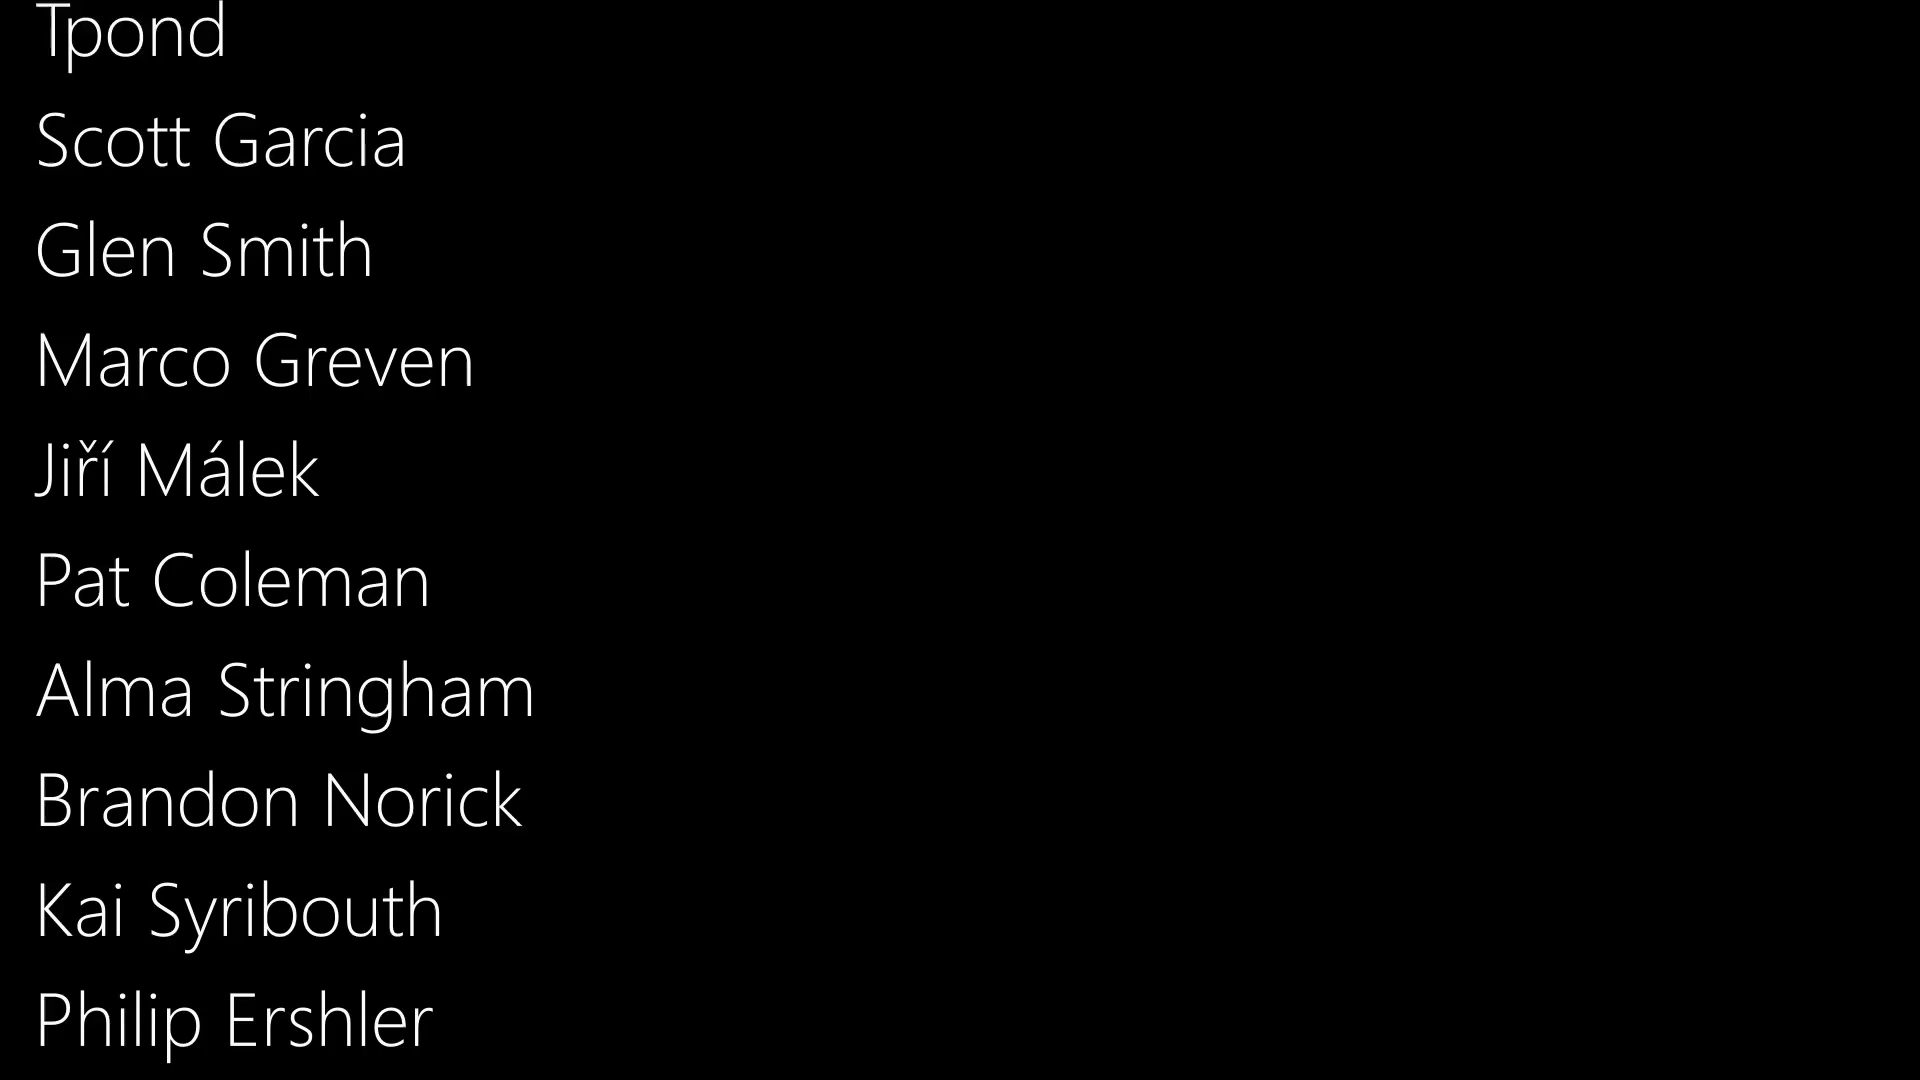 Tpond
Scott Garcia
Glen Smith
Marco Greven
Jiří Málek
Pat Coleman
Alma Stringham
Brandon Norick
Kai Syribouth
Philip Ershler